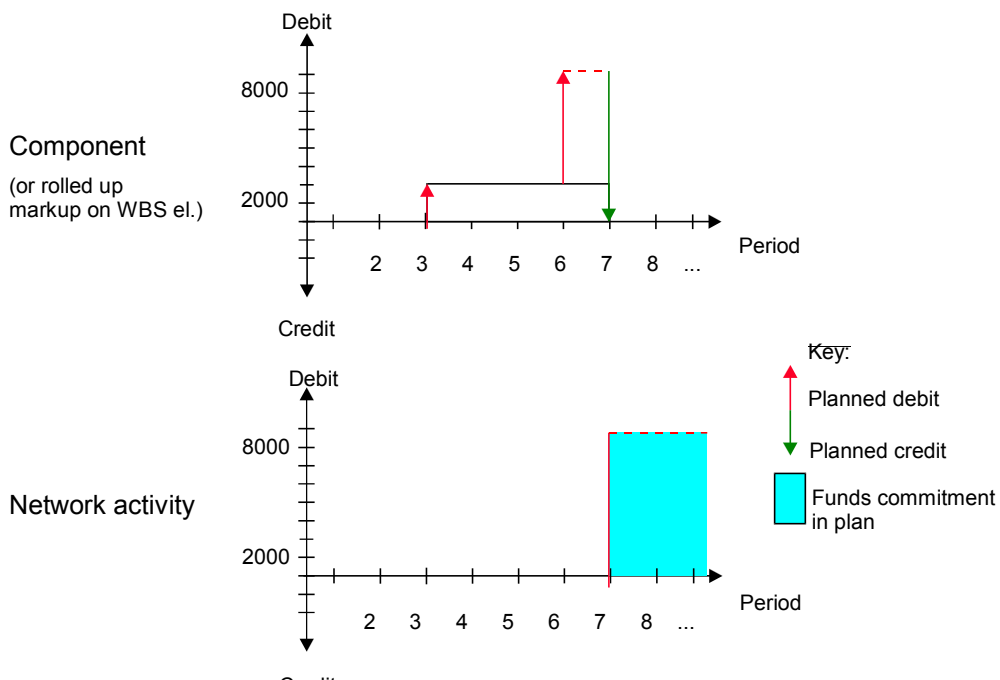 Debit
8000
Component
(or rolled up
markup on WBS el.)
2000
Period
2 3 4 5 6 7 8 ...
Credit
Key:
Debit
Planned debit
8000
Planned credit
Network activity
Funds commitment
in plan
2000
Period
2 3 4 5 6 7 8 ...